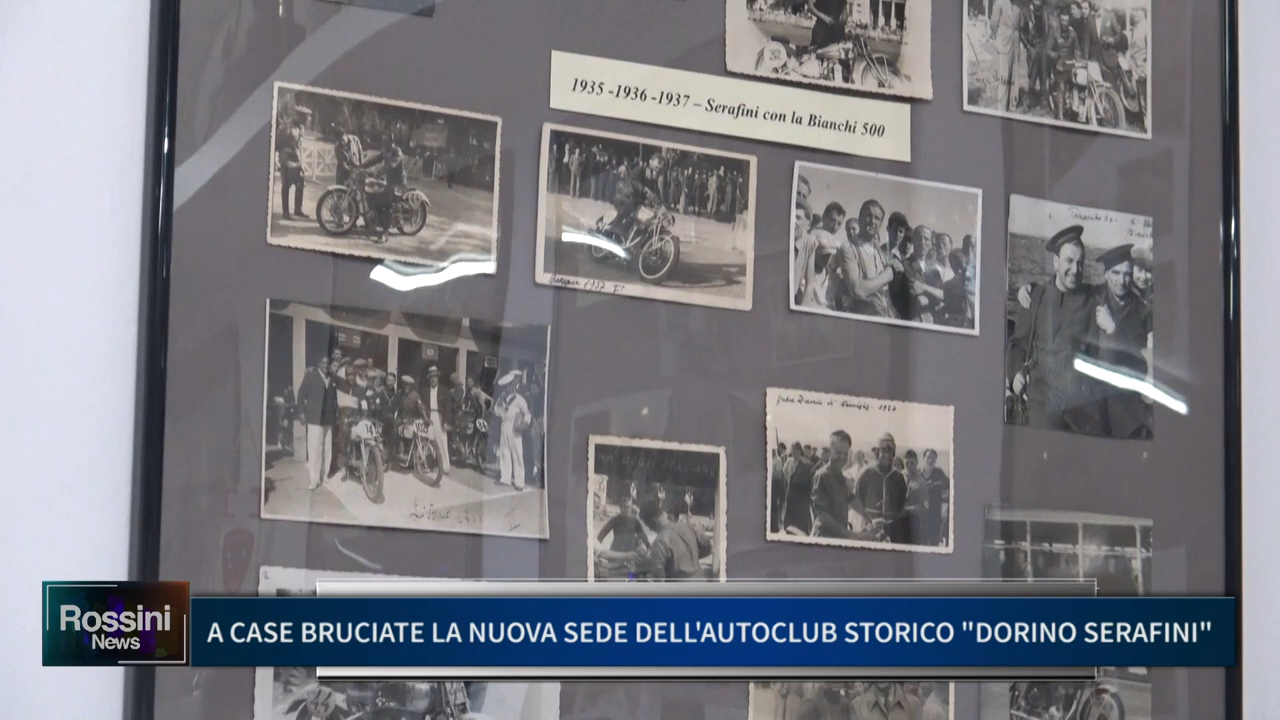 1935 -1936 -1937 – Serafini con la Bianchi 500
Rossini
News
A CASE BRUCIATE LA NUOVA SEDE DELL'AUTOCLUB STORICO "DORINO SERAFINI"